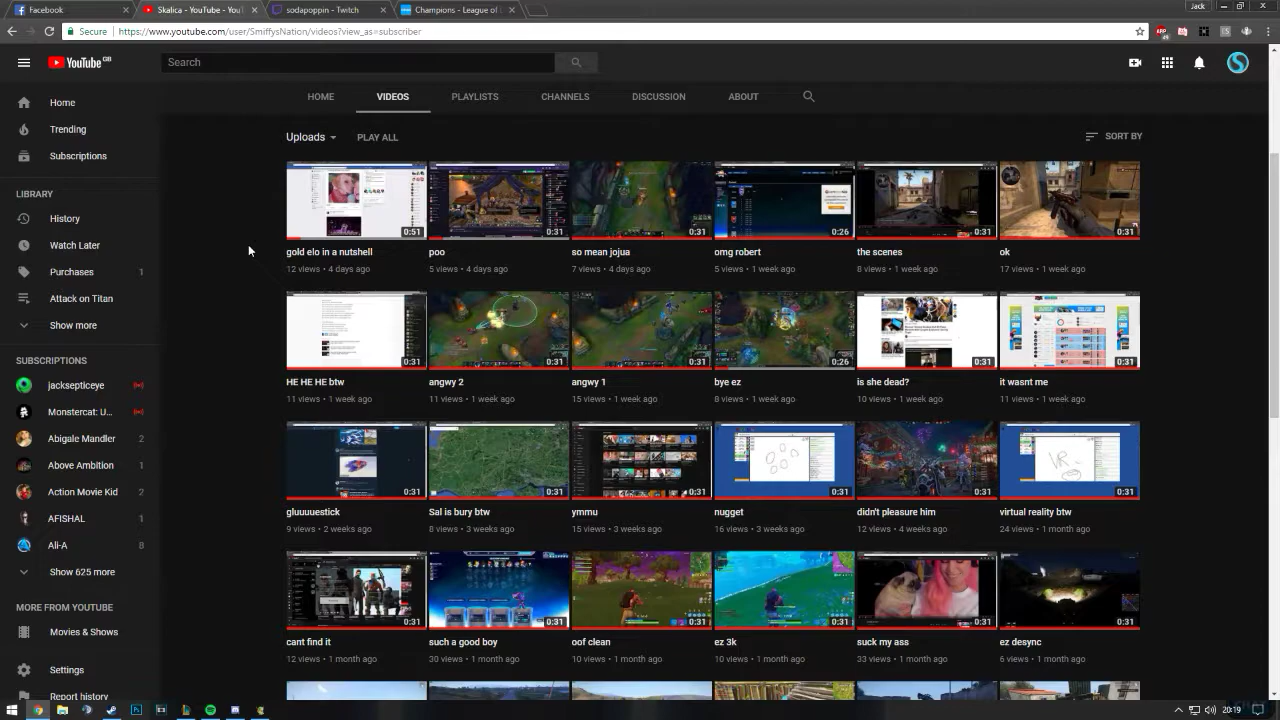 Facebook
Skalica - YouTube - You
sodapoppin - Twitch
Champions - League of
Jack
Secure
https://www.youtube.com/user/SmiffysNation/videos?view_as=subscriber
YouTube GB
Search
HOME VIDEOS PLAYLISTS CHANNELS DISCUSSION ABOUT
Home
Trending
Subscriptions
LIBRARY
History
Watch Later
Purchases 1
Attack on Titan
Show more
SUBSCRIPTIONS
jacksepticeye
Monstercat: U...
Abigale Mandler 2
Above Ambition 1
Action Movie Kid 2
AFISHAL 1
Ali-A 8
Show 625 more
MORE FROM YOUTUBE
Movies & Shows
Settings
Report history
Uploads PLAY ALL SORT BY
0:51 0:31 0:31 0:26 0:31 0:31
gold elo in a nutshell poo so mean jojua omg robert the scenes ok
12 views • 4 days ago 5 views • 4 days ago 7 views • 4 days ago 5 views • 1 week ago 8 views • 1 week ago 17 views • 1 week ago
0:31 0:31 0:31 0:26 0:31 0:31
HE HE HE btw angwy 2 angwy 1 bye ez is she dead? it wasnt me
11 views • 1 week ago 11 views • 1 week ago 15 views • 1 week ago 8 views • 1 week ago 10 views • 1 week ago 11 views • 1 week ago
0:31 0:31 0:31 0:31 0:31 0:31
gluuuuestick Sal is bury btw ymmu nugget didn't pleasure him virtual reality btw
9 views • 2 weeks ago 8 views • 3 weeks ago 15 views • 3 weeks ago 16 views • 3 weeks ago 12 views • 4 weeks ago 24 views • 1 month ago
0:31 0:31 0:31 0:31 0:31 0:31
cant find it such a good boy oof clean ez 3k suck my ass ez desync
12 views • 1 month ago 30 views • 1 month ago 10 views • 1 month ago 10 views • 1 month ago 33 views • 1 month ago 6 views • 1 month ago
20:19